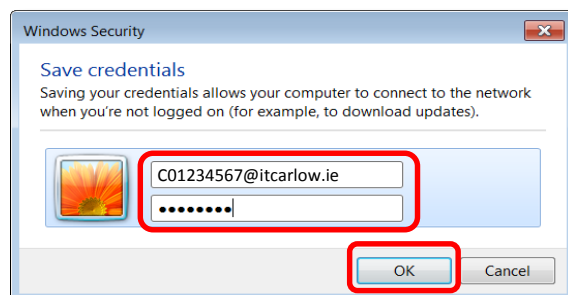 Windows Security
Save credentials
Saving your credentials allows your computer to connect to the network
when you're not logged on (for example, to download updates).
C01234567@itcarlow.ie
••••••••
OK
Cancel